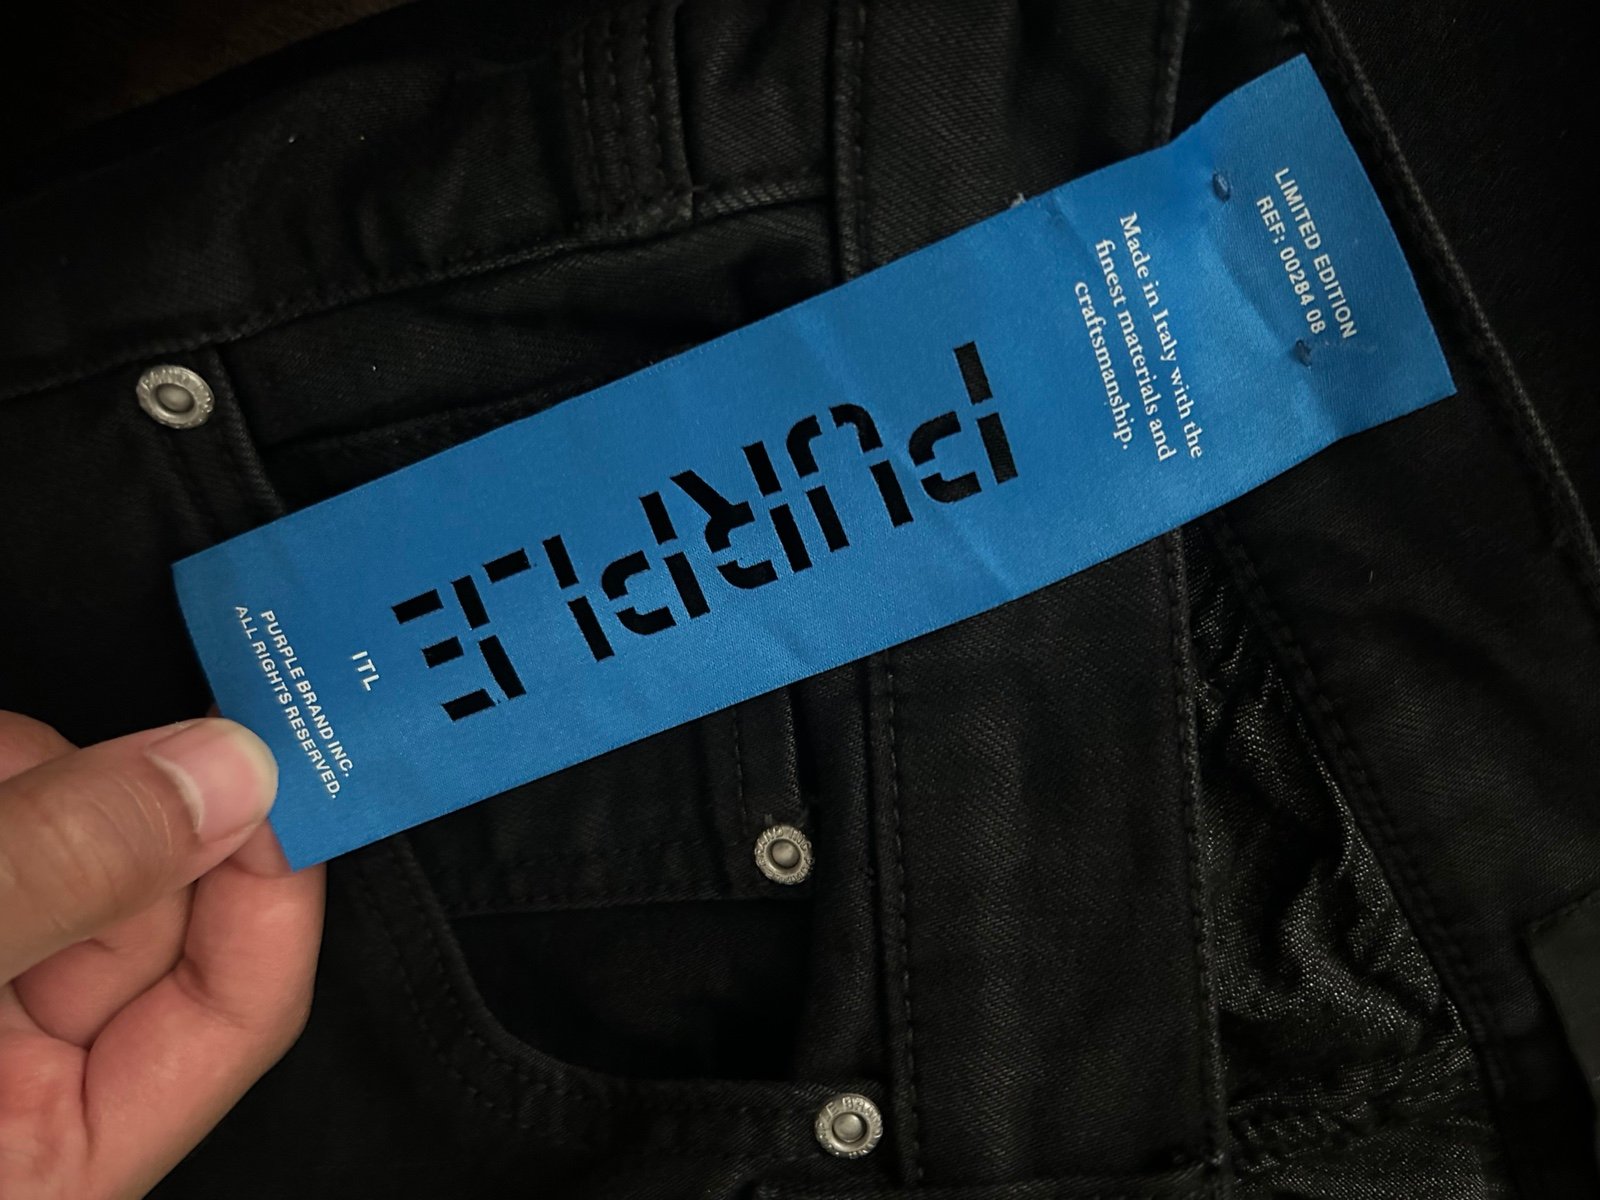 LIMITED EDITION
REF: 00284 08
Made in Italy with the
finest materials and
craftsmanship.
PURPLE
ITL
PURPLE BRAND INC.
ALL RIGHTS RESERVED.